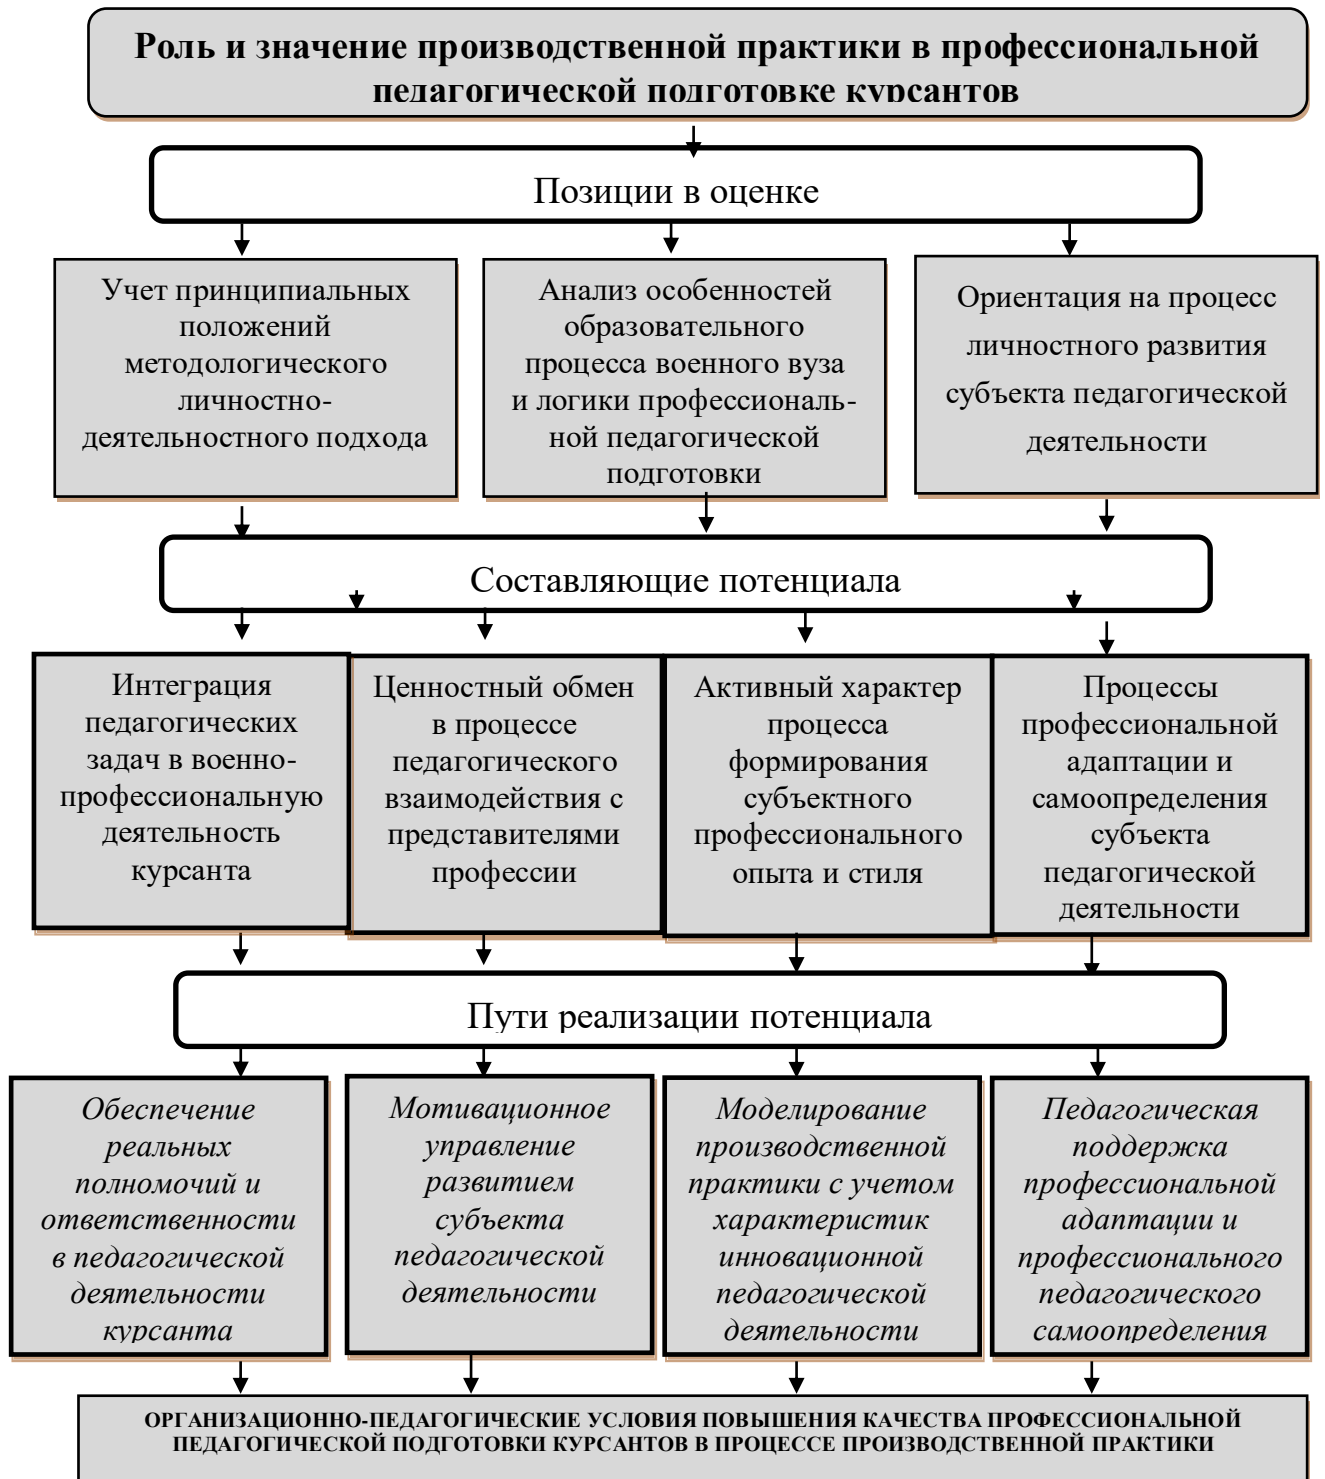 Роль и значение производственной практики в профессиональной
педагогической подготовке курсантов
Позиции в оценке
Учет принципиальных
положений
методологического
личностно-
деятельностного подхода
Анализ особенностей
образовательного
процесса военного вуза
и логики профессиональ-
ной педагогической
подготовки
Ориентация на процесс
личностного развития
субъекта педагогической
деятельности
Составляющие потенциала
Интеграция
педагогических
задач в военно-
профессиональную
деятельность
курсанта
Ценностный обмен
в процессе
педагогического
взаимодействия с
представителями
профессии
Активный характер
процесса
формирования
субъектного
профессионального
опыта и стиля
Процессы
профессиональной
адаптации и
самоопределения
субъекта
педагогической
деятельности
Пути реализации потенциала
Обеспечение
реальных
полномочий и
ответственности
в педагогической
деятельности
курсанта
Мотивационное
управление
развитием
субъекта
педагогической
деятельности
Моделирование
производственной
практики с учетом
характеристик
инновационной
педагогической
деятельности
Педагогическая
поддержка
профессиональной
адаптации и
профессионального
педагогического
самоопределения
ОРГАНИЗАЦИОННО-ПЕДАГОГИЧЕСКИЕ УСЛОВИЯ ПОВЫШЕНИЯ КАЧЕСТВА ПРОФЕССИОНАЛЬНОЙ
ПЕДАГОГИЧЕСКОЙ ПОДГОТОВКИ КУРСАНТОВ В ПРОЦЕССЕ ПРОИЗВОДСТВЕННОЙ ПРАКТИКИ